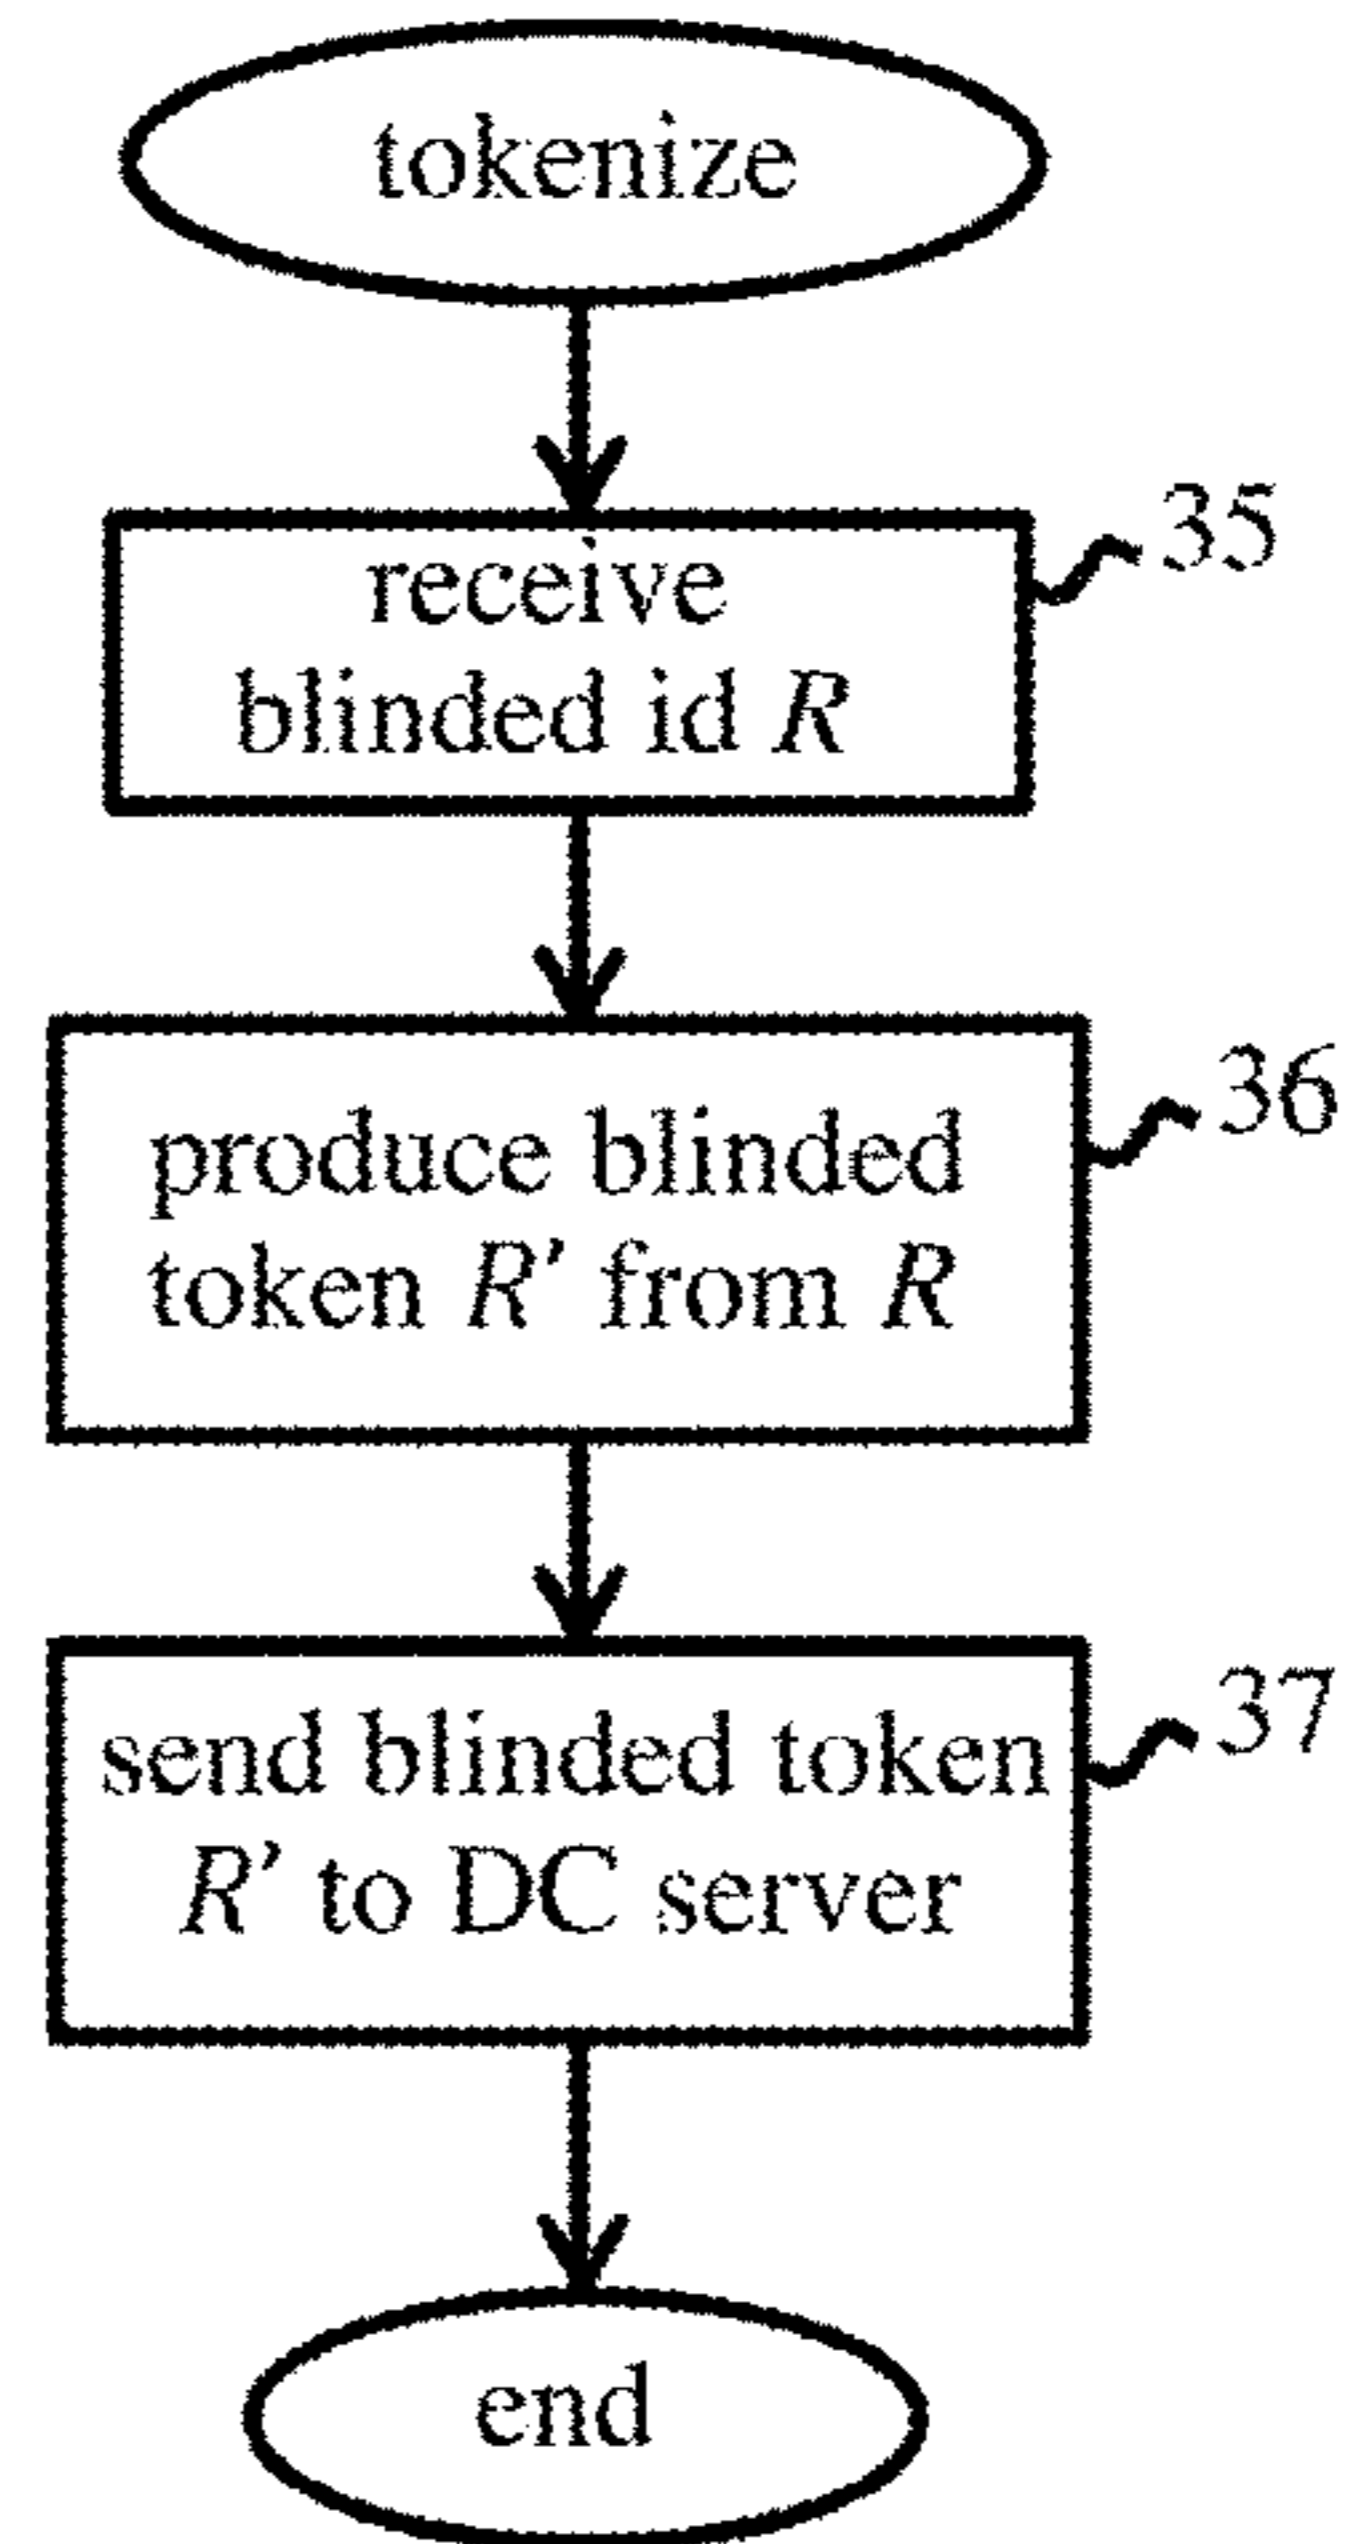 tokenize
receive
blinded id R
35
produce blinded
token R' from R
36
send blinded token
R' to DC server
37
end